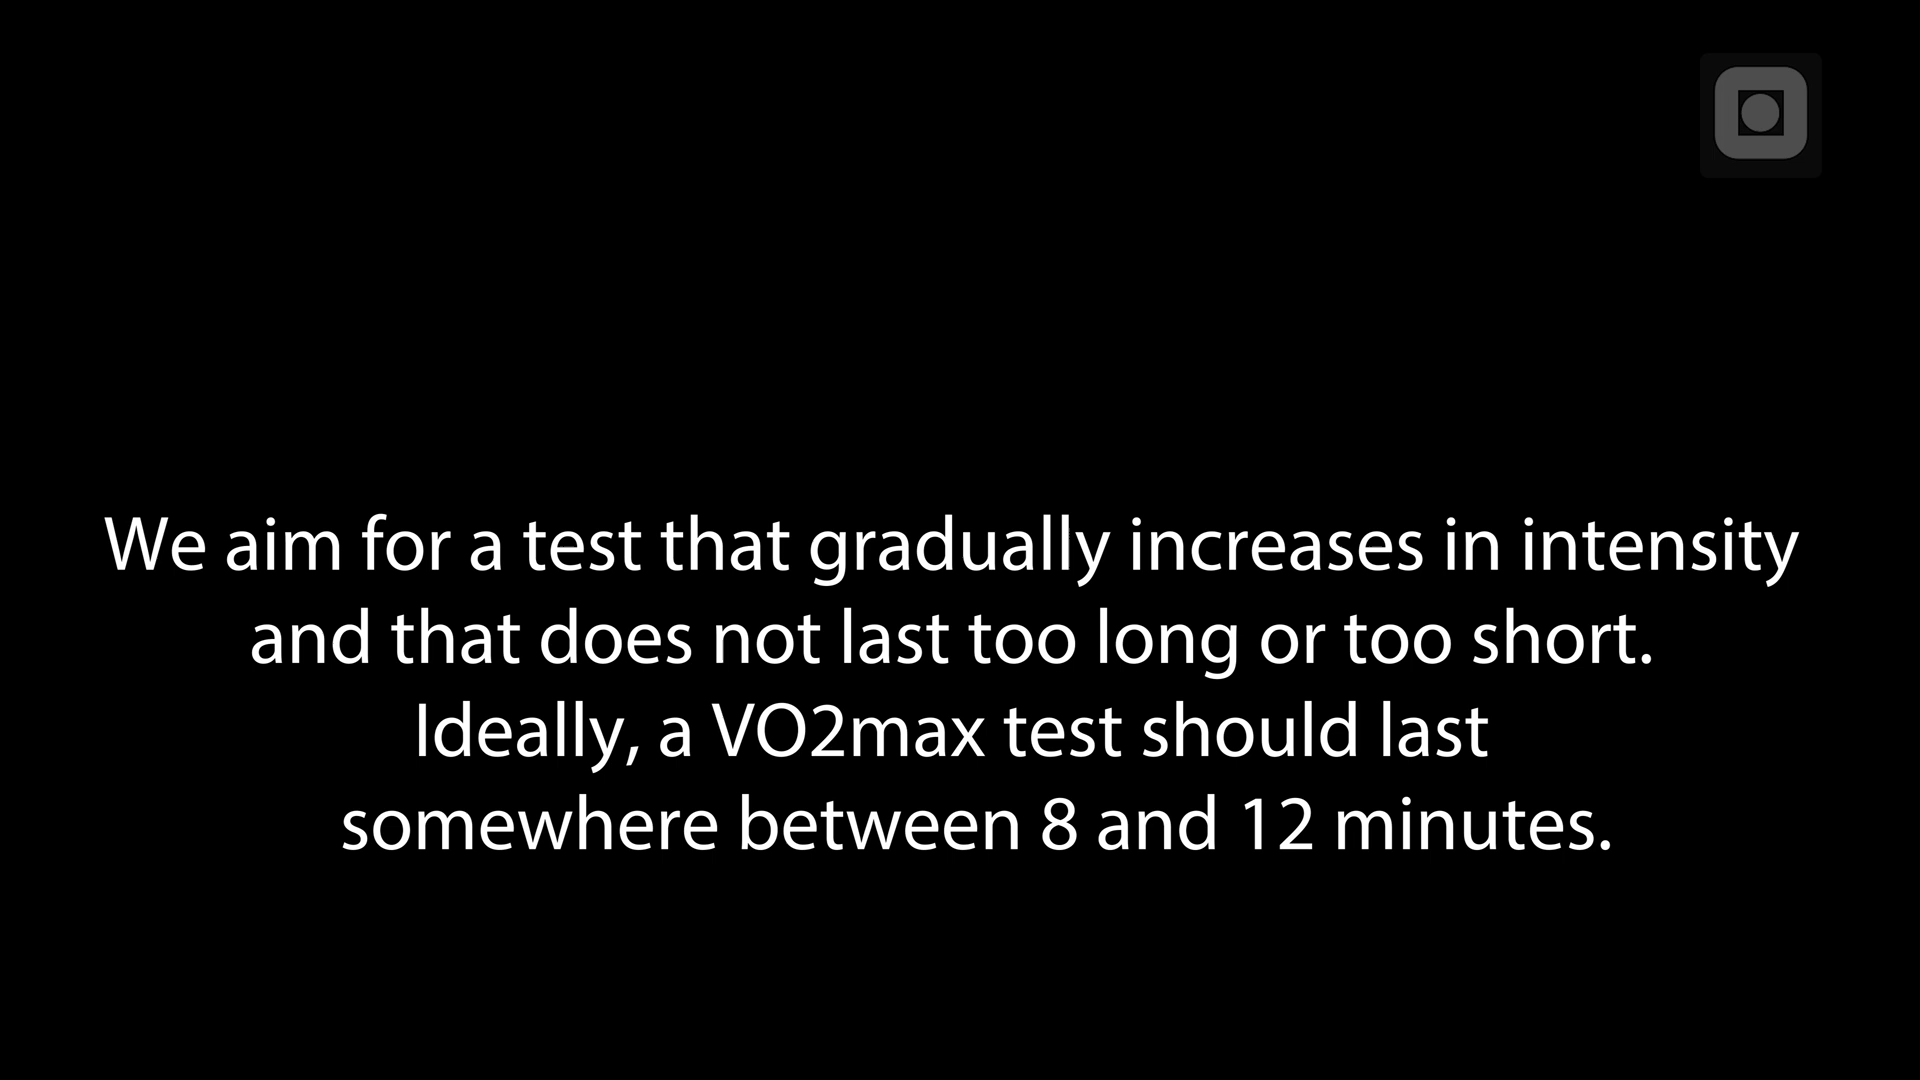 We aim for a test that gradually increases in intensity
and that does not last too long or too short.
Ideally, a VO2max test should last
somewhere between 8 and 12 minutes.